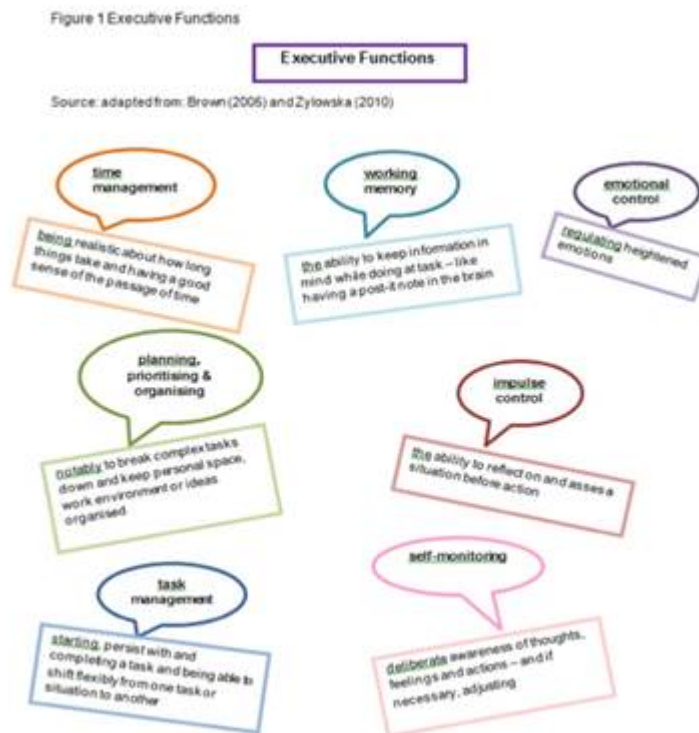 Figure 1 Executive Functions
Executive Functions
Source: adapted from: Brown (2005) and Zylowska (2010)
time
management
being realistic about how long
things take and having a good
sense of the passage of time
working
memory
the ability to keep information in
mind while doing at task – like
having a post-it note in the brain
emotional
control
regulating heightened
emotions
planning,
prioritising &
organising
notably to break complex tasks
down and keep personal space,
work environment or ideas
organised
impulse
control
the ability to reflect on and asses a
situation before action
task
management
starting, persist with and
completing a task and being able to
shift flexibly from one task or
situation to another
self-monitoring
deliberate awareness of thoughts,
feelings and actions – and if
necessary, adjusting